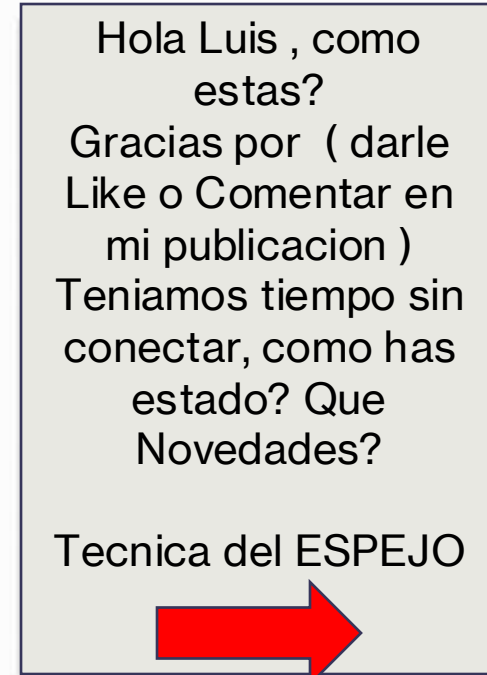 Hola Luis , como
estas?
Gracias por ( darle
Like o Comentar en
mi publicacion )
Teniamos tiempo sin
conectar, como has
estado? Que
Novedades?
Tecnica del ESPEJO